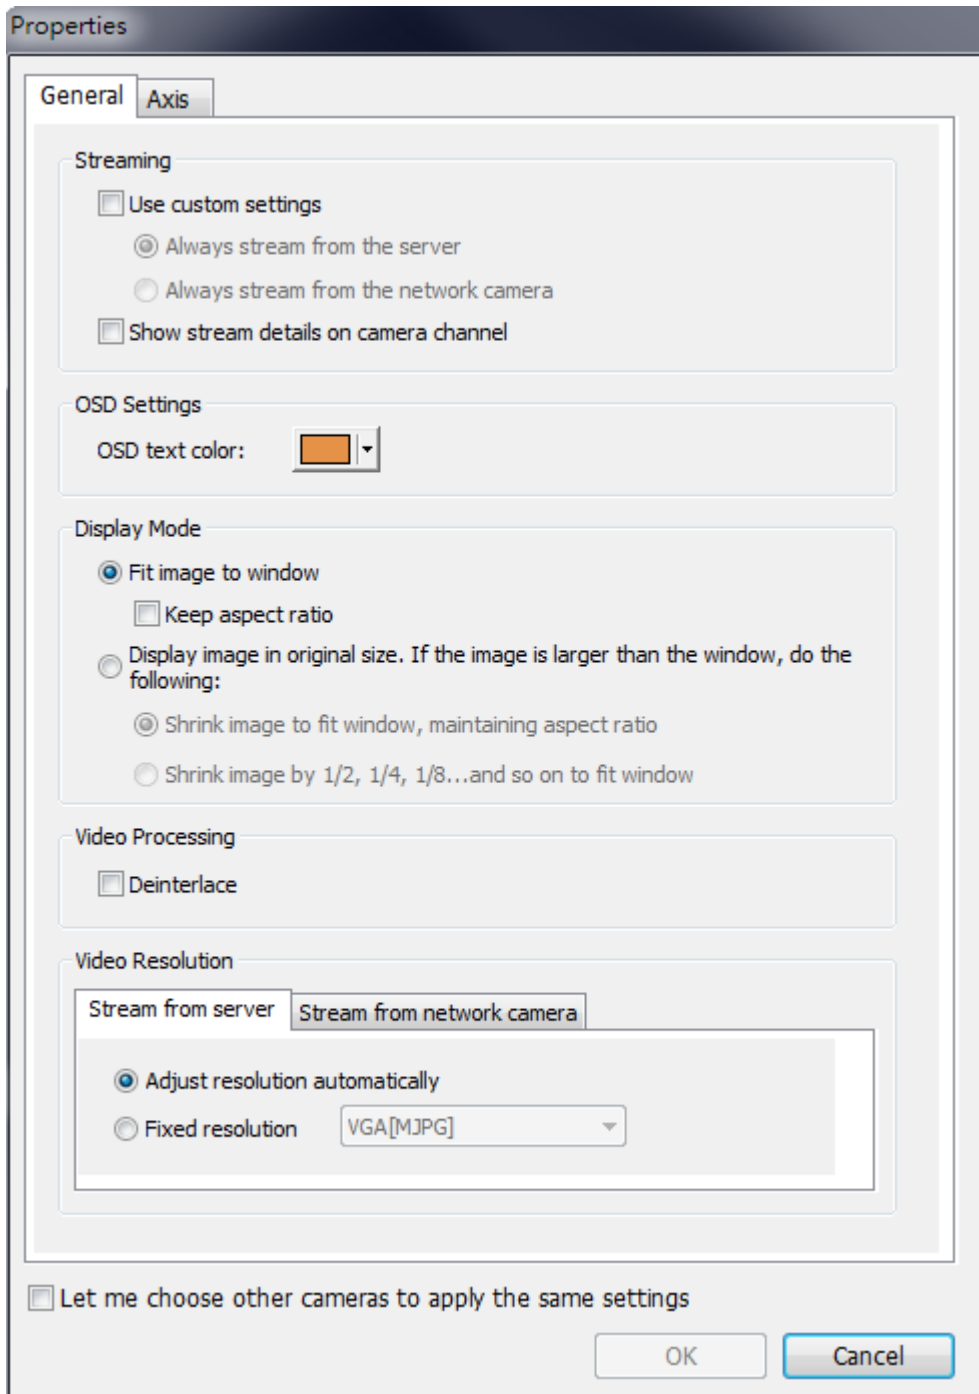 Properties
General
Axis
Streaming
Use custom settings
Always stream from the server
Always stream from the network camera
Show stream details on camera channel
OSD Settings
OSD text color:
Display Mode
Fit image to window
Keep aspect ratio
Display image in original size. If the image is larger than the window, do the
following:
Shrink image to fit window, maintaining aspect ratio
Shrink image by 1/2, 1/4, 1/8...and so on to fit window
Video Processing
Deinterlace
Video Resolution
Stream from server
Stream from network camera
Adjust resolution automatically
Fixed resolution
VGA[MJPG]
Let me choose other cameras to apply the same settings
OK
Cancel